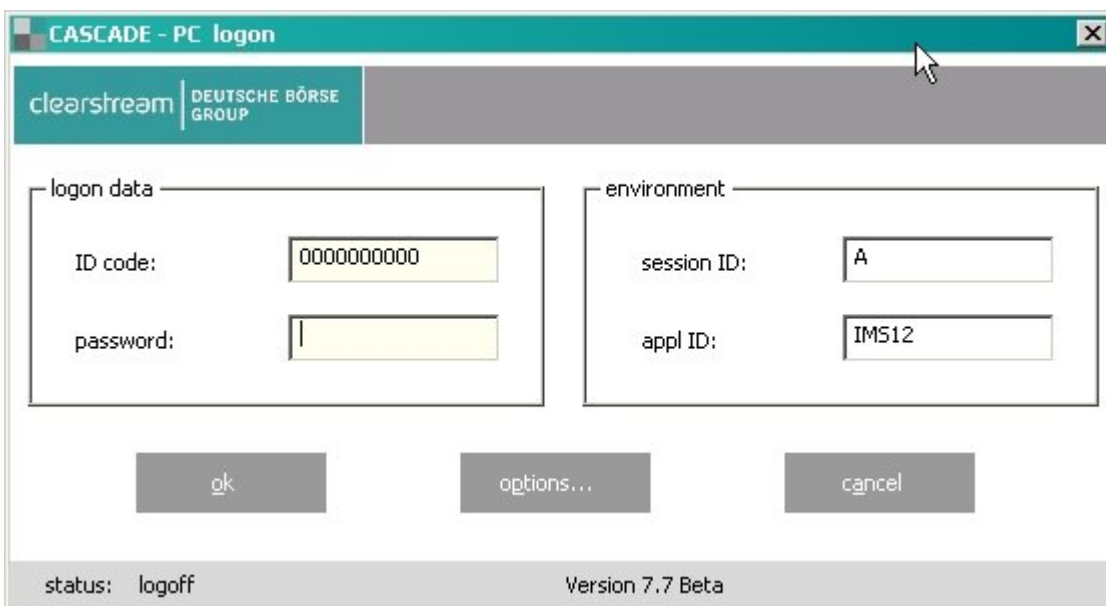 CASCADE - PC logon
clearstream DEUTSCHE BÖRSE GROUP
logon data
ID code: 0000000000
password:
environment
session ID: A
appl ID: IMS12
ok options... cancel
status: logoff Version 7.7 Beta